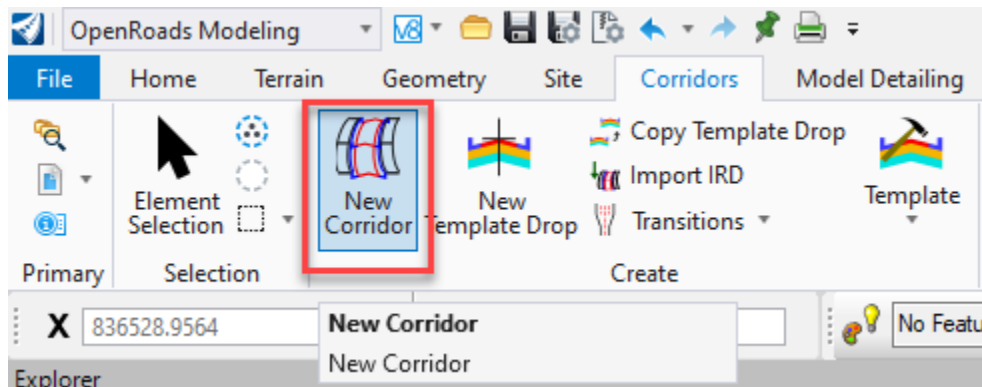 OpenRoads Modeling
File Home Terrain Geometry Site Corridors Model Detailing
Element Selection
New Corridor
New Template Drop
Copy Template Drop
Import IRD
Transitions
Template
Primary Selection Create
X 836528.9564
New Corridor
New Corridor
No Featu
Explorer